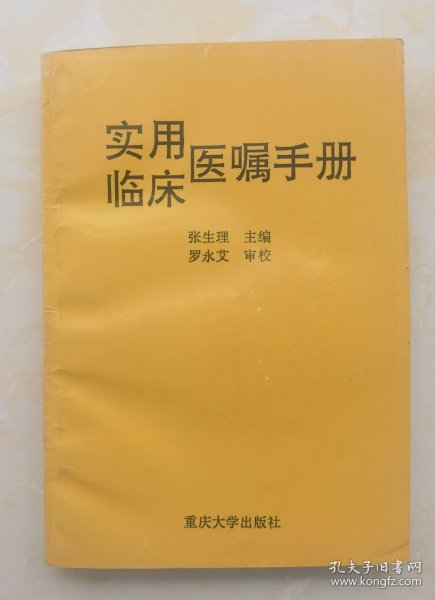 实用
临床
医嘱手册
张生理 主编
罗永艾 审校
重庆大学出版社
孔夫子旧书网
www.kongfz.com